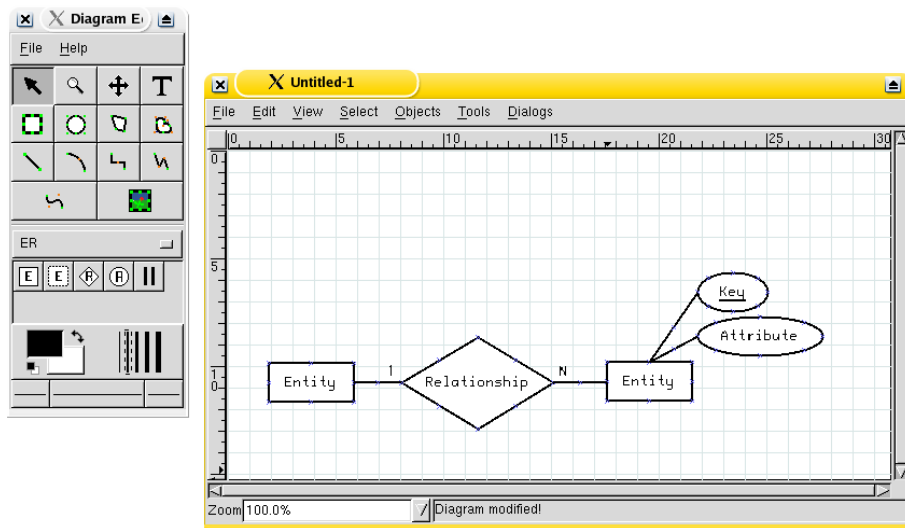 Diagram E
File Help
T
ER
E E R A
Untitled-1
File Edit View Select Objects Tools Dialogs
0 5 10 15 20 25 30
0
5
10
Key
Attribute
Entity 1 Relationship N Entity
Zoom 100.0% Diagram modified!